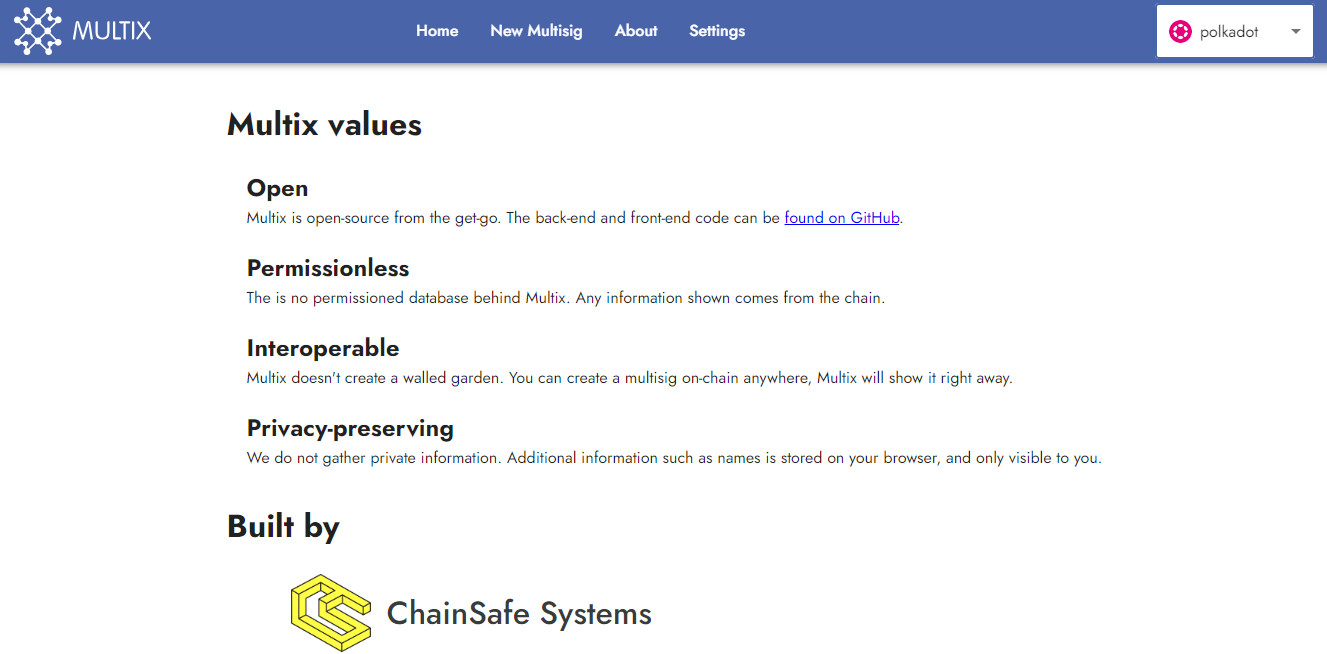 MULTIX
Home New Multisig About Settings
polkadot
Multix values
Open
Multix is open-source from the get-go. The back-end and front-end code can be found on GitHub.
Permissionless
The is no permissioned database behind Multix. Any information shown comes from the chain.
Interoperable
Multix doesn't create a walled garden. You can create a multisig on-chain anywhere, Multix will show it right away.
Privacy-preserving
We do not gather private information. Additional information such as names is stored on your browser, and only visible to you.
Built by
ChainSafe Systems